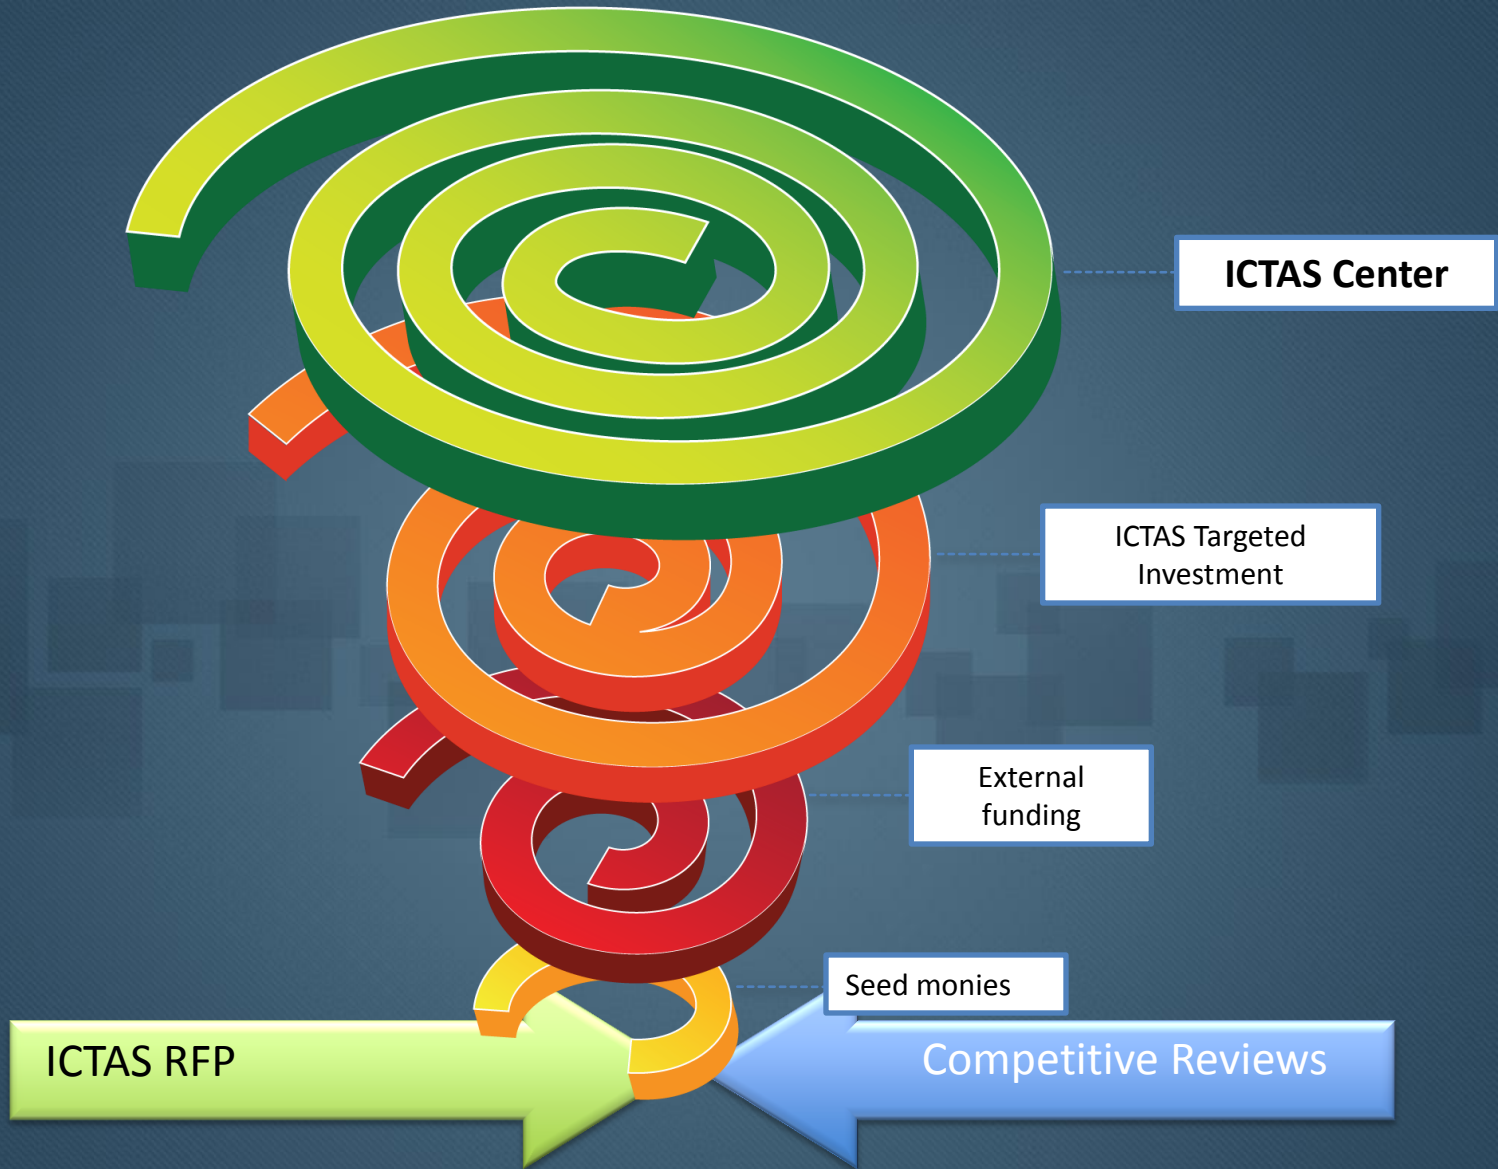 ICTAS Center
ICTAS Targeted
Investment
External
funding
Seed monies
ICTAS RFP
Competitive Reviews